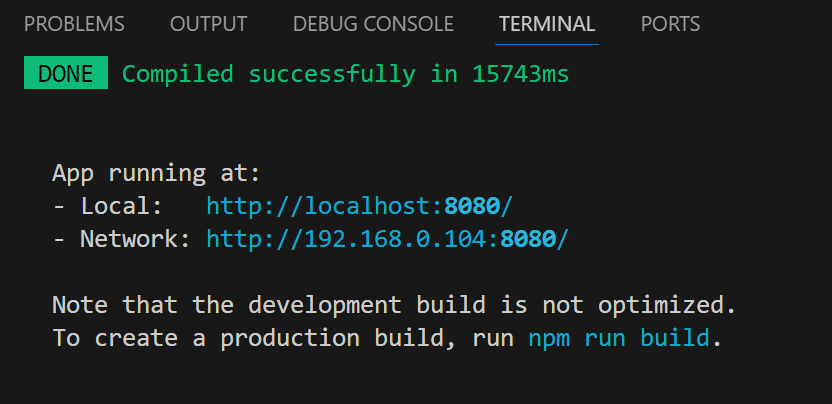 PROBLEMS OUTPUT DEBUG CONSOLE TERMINAL PORTS
DONE Compiled successfully in 15743ms
App running at:
- Local: http://localhost:8080/
- Network: http://192.168.0.104:8080/
Note that the development build is not optimized.
To create a production build, run npm run build.